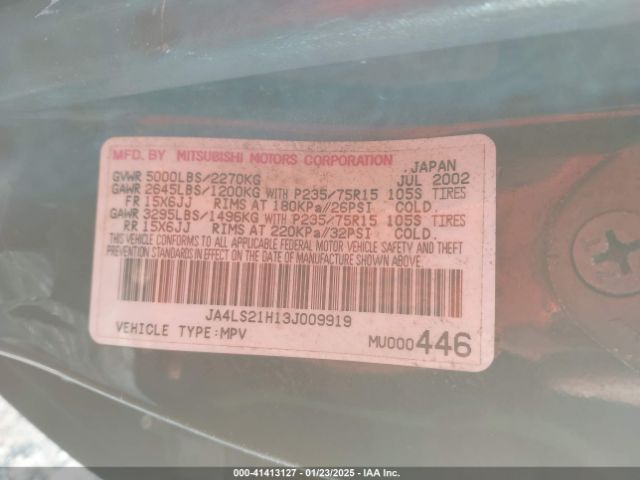 MFD. BY MITSUBISHI MOTORS CORPORATION
JAPAN
GVWR 5000LBS/2270KG JUL 2002
GAWR 2645LBS/1200KG WITH P235/75R15 105S TIRES
FR 15X6JJ RIMS AT 180KPa//26PSI COLD.
GAWR 3295LBS/1496KG WITH P235/75R15 105S TIRES
RR 15X6JJ RIMS AT 220KPa//32PSI COLD.
THIS VEHICLE CONFORMS TO ALL APPLICABLE FEDERAL MOTOR VEHICLE SAFETY AND THEFT
PREVENTION STANDARDS IN EFFECT ON THE DATE OF MANUFACTURE SHOWN ABOVE.
JA4LS21H13J009919
VEHICLE TYPE:MPV MU000446
000-41413127 - 01/23/2025 - IAA Inc.